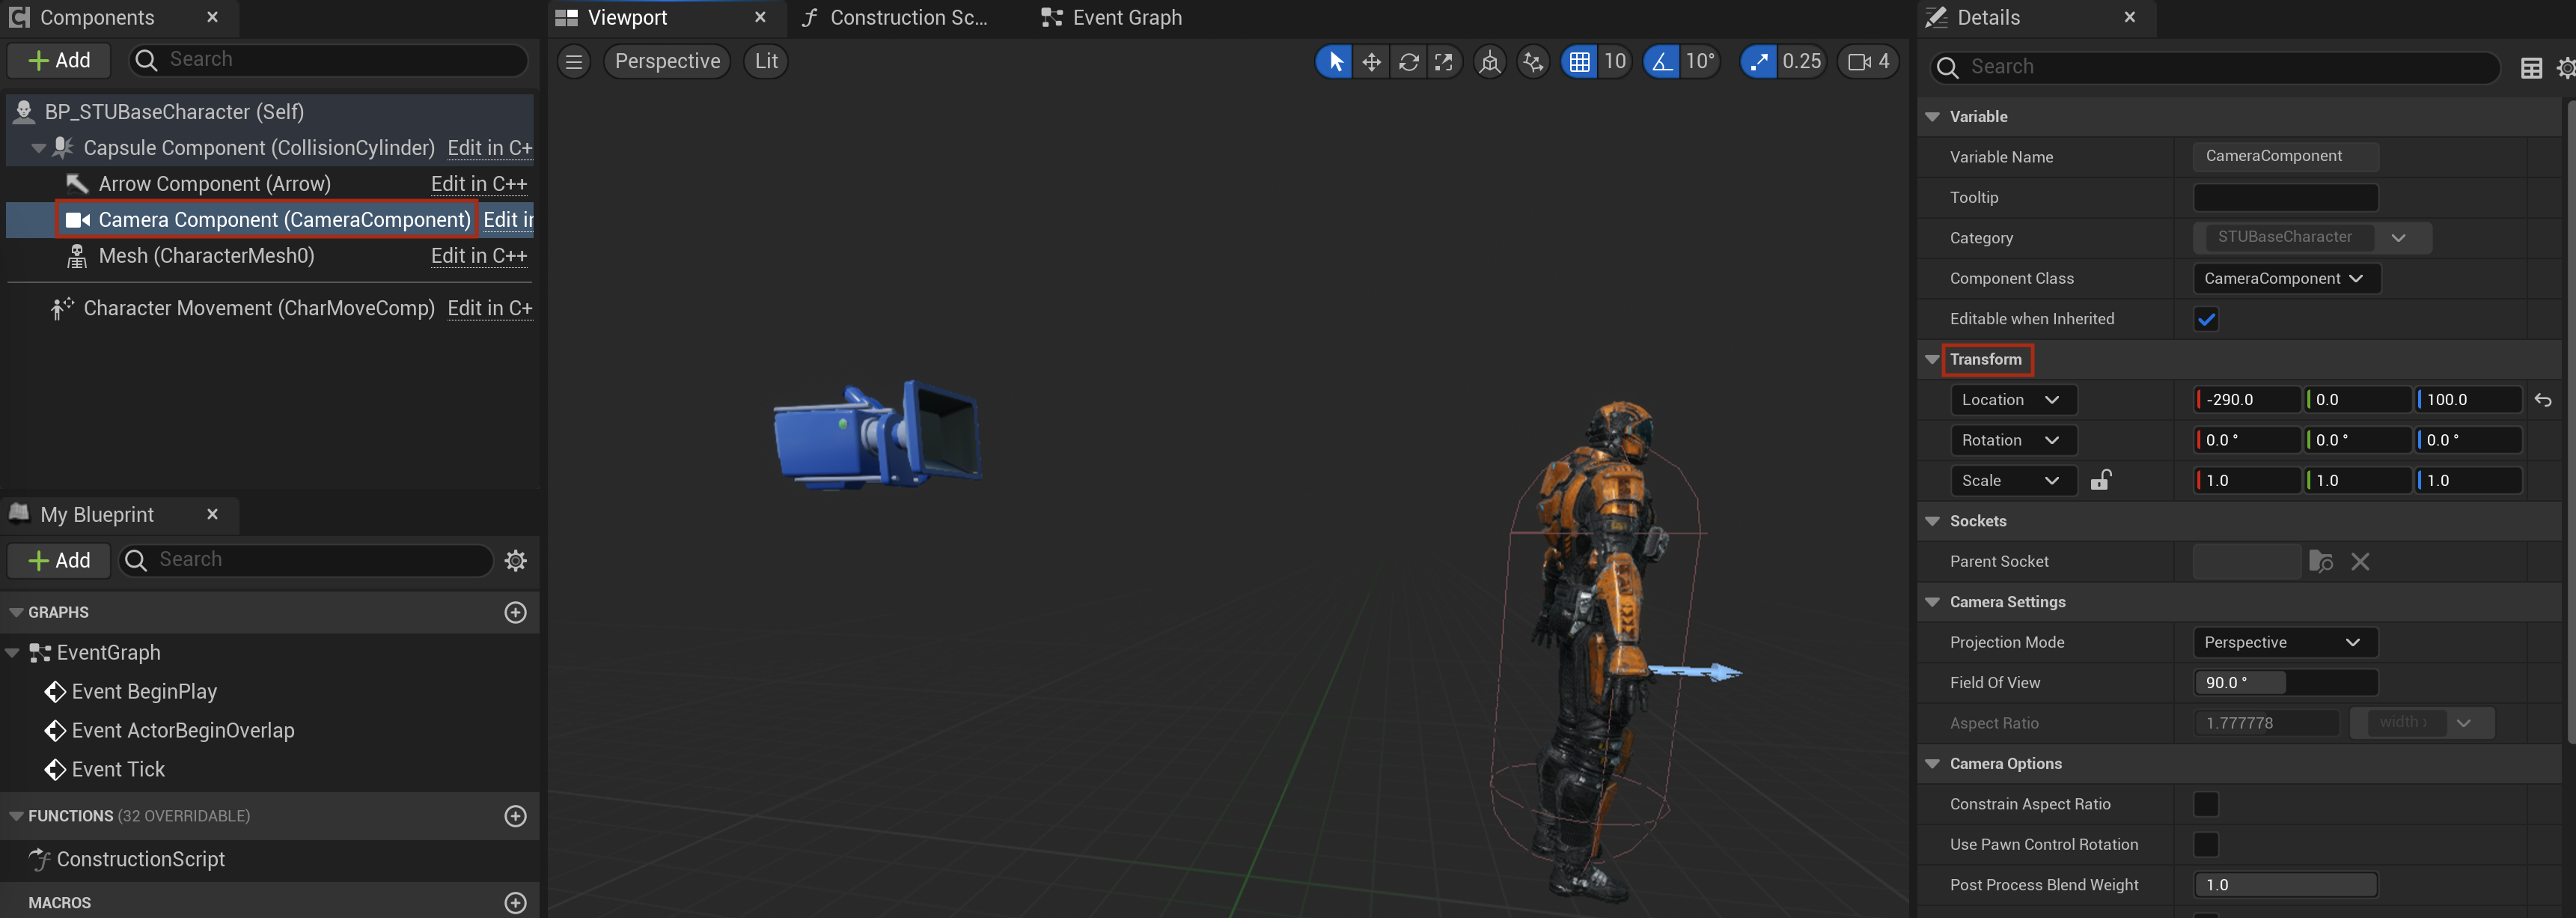 Components
Add
Search
BP_STUBaseCharacter (Self)
Capsule Component (CollisionCylinder) Edit in C+
Arrow Component (Arrow) Edit in C++
Camera Component (CameraComponent) Edit in
Mesh (CharacterMesh0) Edit in C++
Character Movement (CharMoveComp) Edit in C+
My Blueprint
Add
Search
GRAPHS
EventGraph
Event BeginPlay
Event ActorBeginOverlap
Event Tick
FUNCTIONS (32 OVERRIDABLE)
ConstructionScript
MACROS
Viewport
Construction Sc...
Event Graph
Perspective
Lit
10
10°
0.25
4
Details
Search
Variable
Variable Name CameraComponent
Tooltip
Category STUBaseCharacter
Component Class CameraComponent
Editable when Inherited
Transform
Location -290.0 0.0 100.0
Rotation 0.0 ° 0.0 ° 0.0 °
Scale 1.0 1.0 1.0
Sockets
Parent Socket
Camera Settings
Projection Mode Perspective
Field Of View 90.0 °
Aspect Ratio 1.777778 width
Camera Options
Constrain Aspect Ratio
Use Pawn Control Rotation
Post Process Blend Weight 1.0